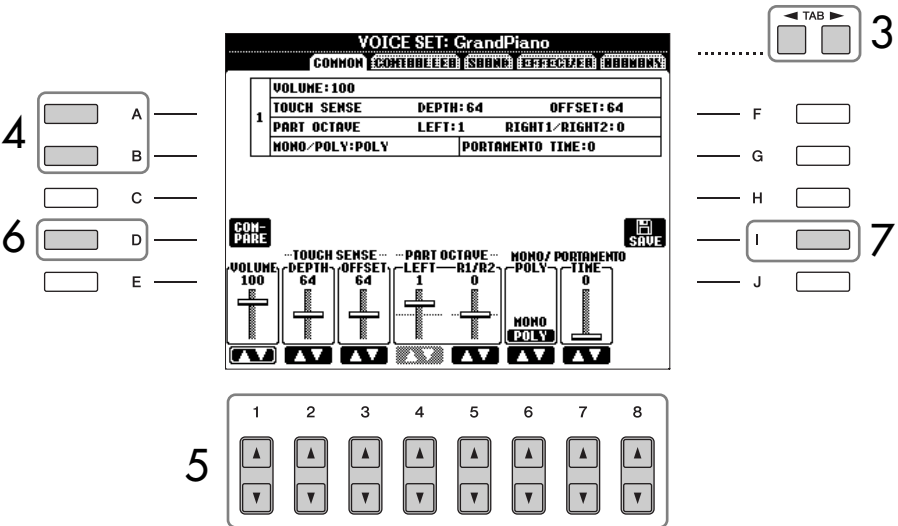 ◄ TAB ► 3
VOICE SET: GrandPiano
COMMON CONTROLLER SOUND EFFECT/EQ HARMONY
VOLUME:100
1 TOUCH SENSE DEPTH:64 OFFSET:64
PART OCTAVE LEFT:1 RIGHT1/RIGHT2:0
MONO/POLY:POLY PORTAMENTO TIME:0
4 A F
B G
C H
6 D COM-PARE SAVE I 7
E J
TOUCH SENSE PART OCTAVE MONO/ PORTAMENTO
VOLUME DEPTH OFFSET LEFT R1/R2 POLY TIME
100 64 64 1 0 0
MONO
POLY
1 2 3 4 5 6 7 8
5